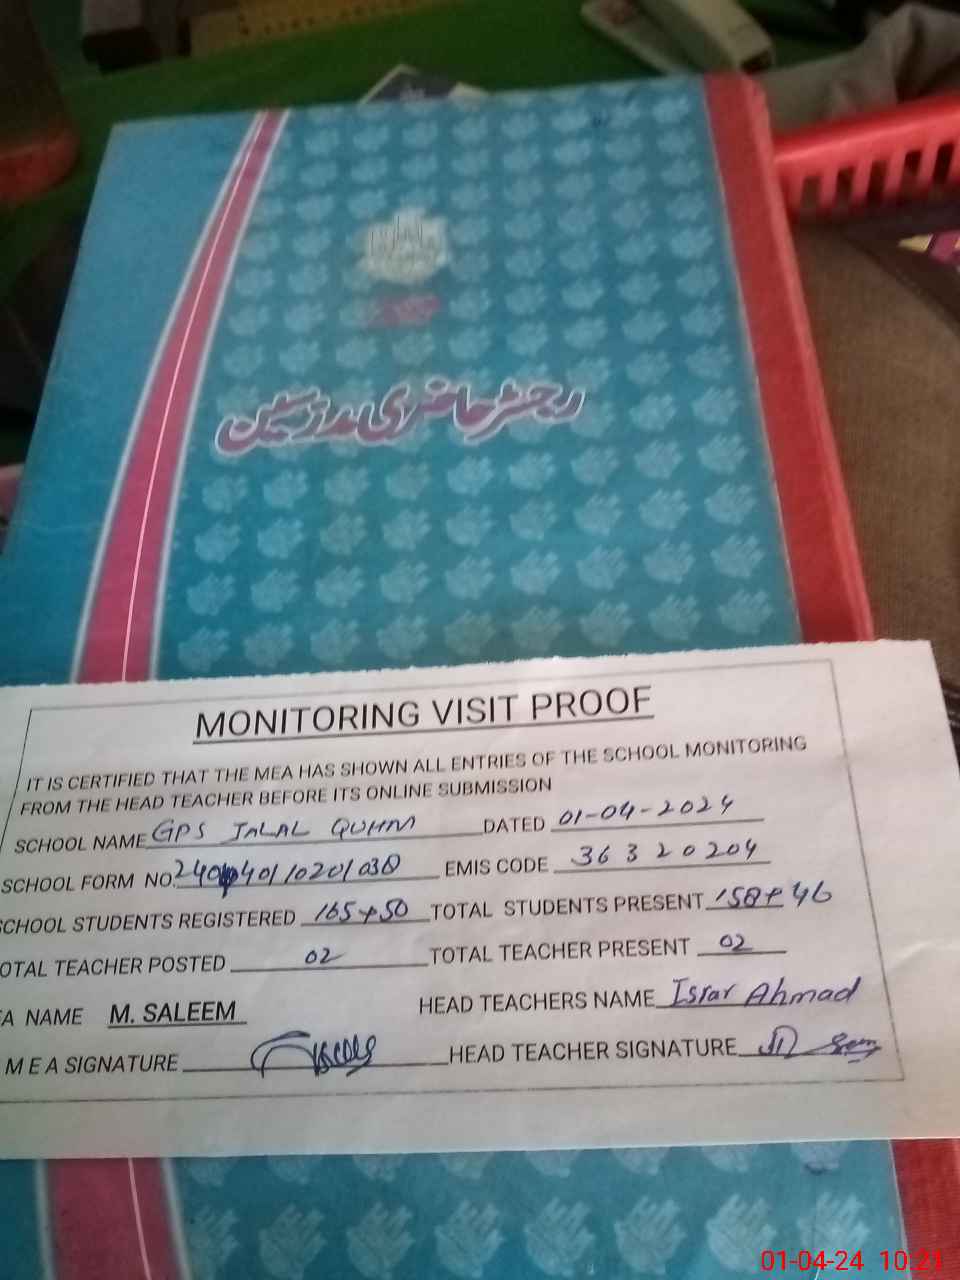 رجسٹر حاضری مدرسین
MONITORING VISIT PROOF
IT IS CERTIFIED THAT THE MEA HAS SHOWN ALL ENTRIES OF THE SCHOOL MONITORING
FROM THE HEAD TEACHER BEFORE ITS ONLINE SUBMISSION
SCHOOL NAME GPS JALAL QUHM DATED 01-04-2024
SCHOOL FORM NO. EMIS CODE 36320204
SCHOOL STUDENTS REGISTERED 165+50 TOTAL STUDENTS PRESENT 158+46
OTAL TEACHER POSTED 02 TOTAL TEACHER PRESENT 02
A NAME M. SALEEM HEAD TEACHERS NAME Israr Ahmad
M E A SIGNATURE HEAD TEACHER SIGNATURE
01-04-24 10:21